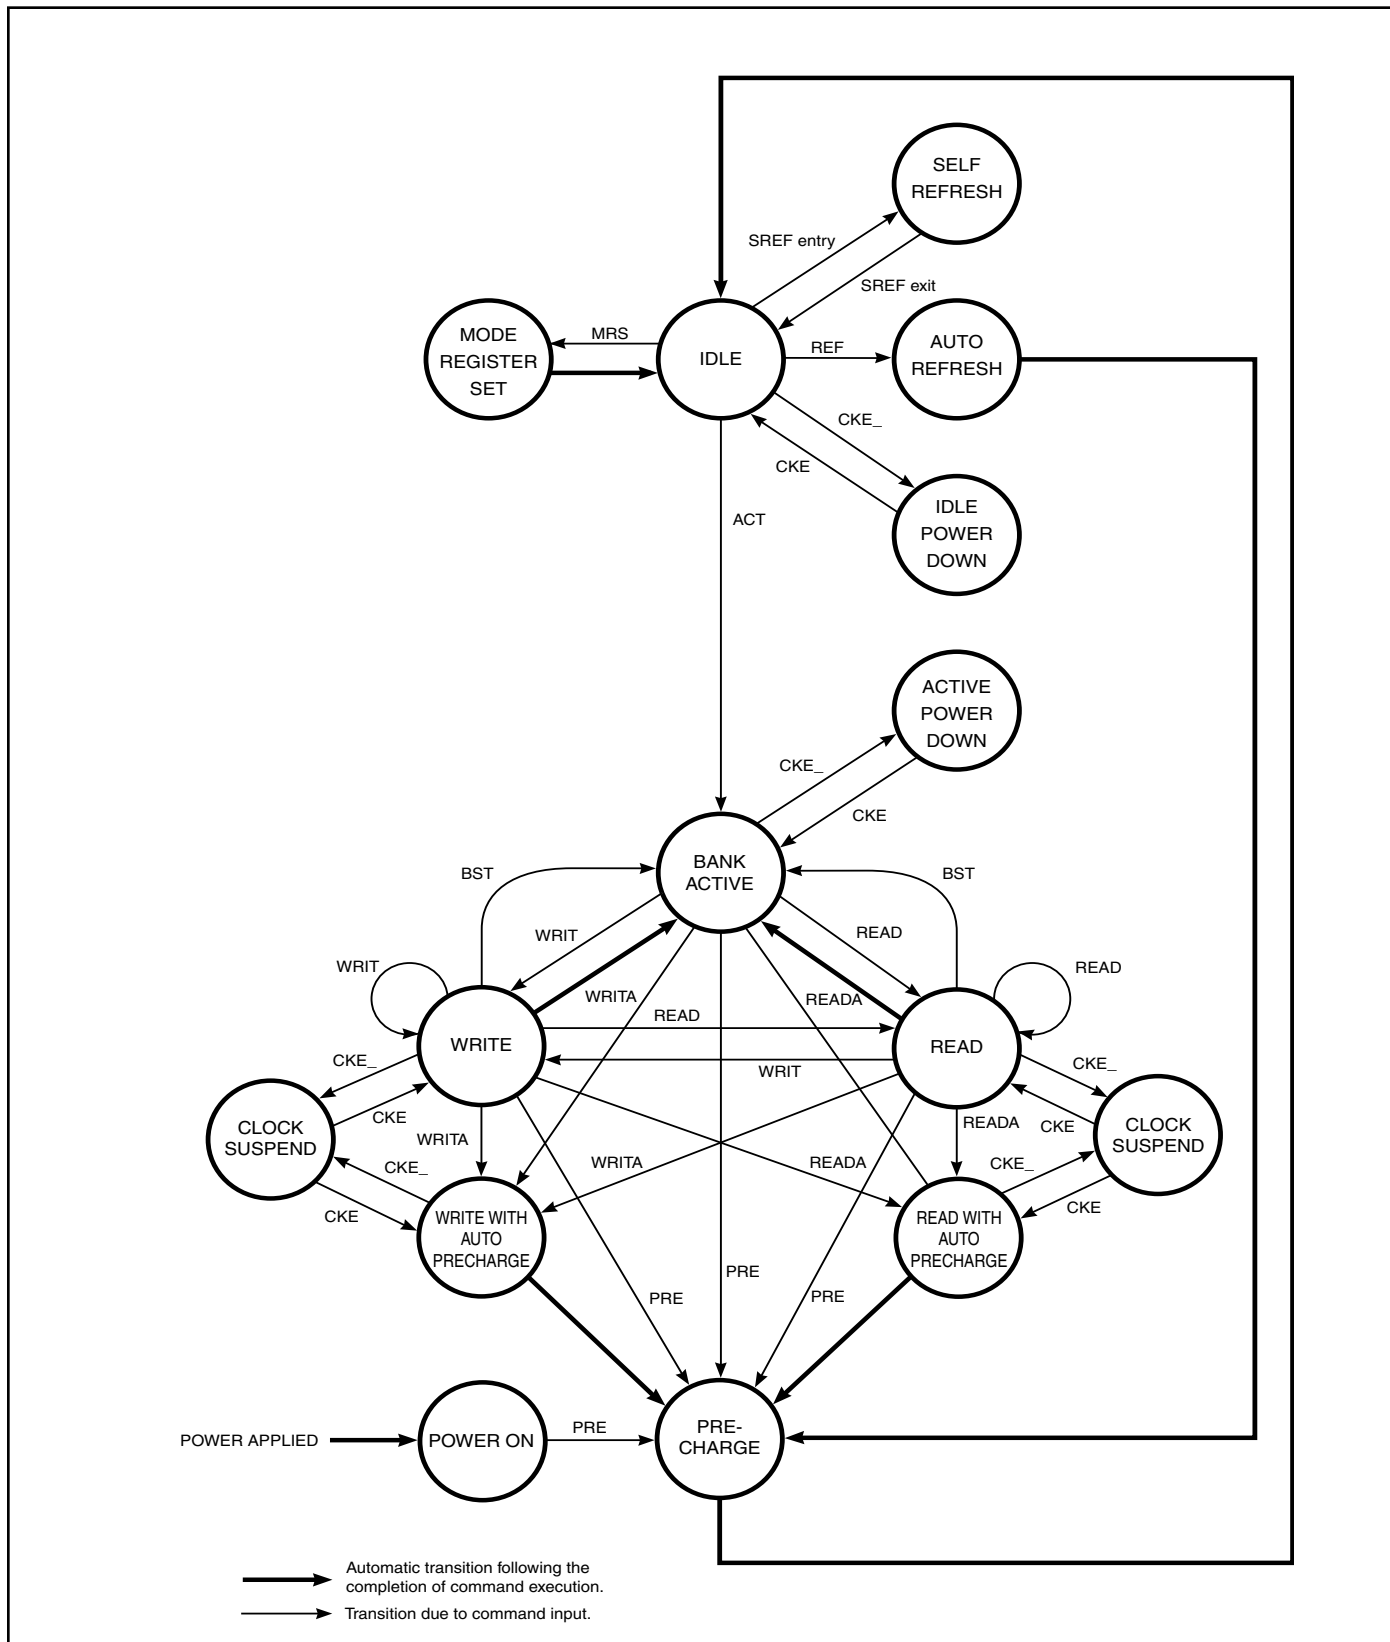 SELF
REFRESH
SREF entry
SREF exit
MODE
REGISTER
SET
MRS
IDLE
REF
AUTO
REFRESH
CKE_
CKE
IDLE
POWER
DOWN
ACT
ACTIVE
POWER
DOWN
CKE_
CKE
BANK
ACTIVE
BST
BST
WRIT
READ
WRIT
READ
WRITA
READA
READ
WRITE
READ
WRIT
CKE_
CKE_
CKE
CKE
CLOCK
SUSPEND
CLOCK
SUSPEND
WRITA
READA
CKE_
WRITA
READA
CKE_
CKE
CKE
WRITE WITH
AUTO
PRECHARGE
READ WITH
AUTO
PRECHARGE
PRE
PRE
PRE
POWER APPLIED
POWER ON
PRE
PRE-
CHARGE
Automatic transition following the
completion of command execution.
Transition due to command input.